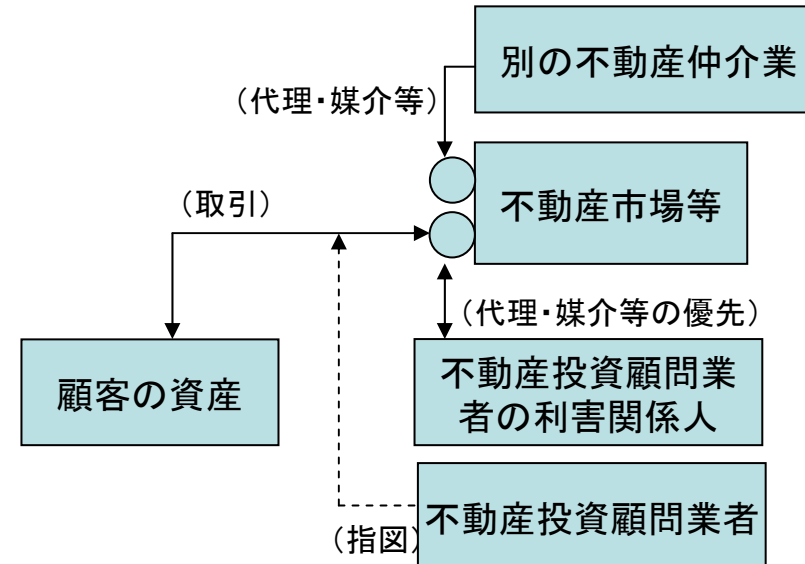 別の不動産仲介業
（代理・媒介等）
不動産市場等
（取引）
（代理・媒介等の優先）
顧客の資産
不動産投資顧問業
者の利害関係人
（指図）
不動産投資顧問業者